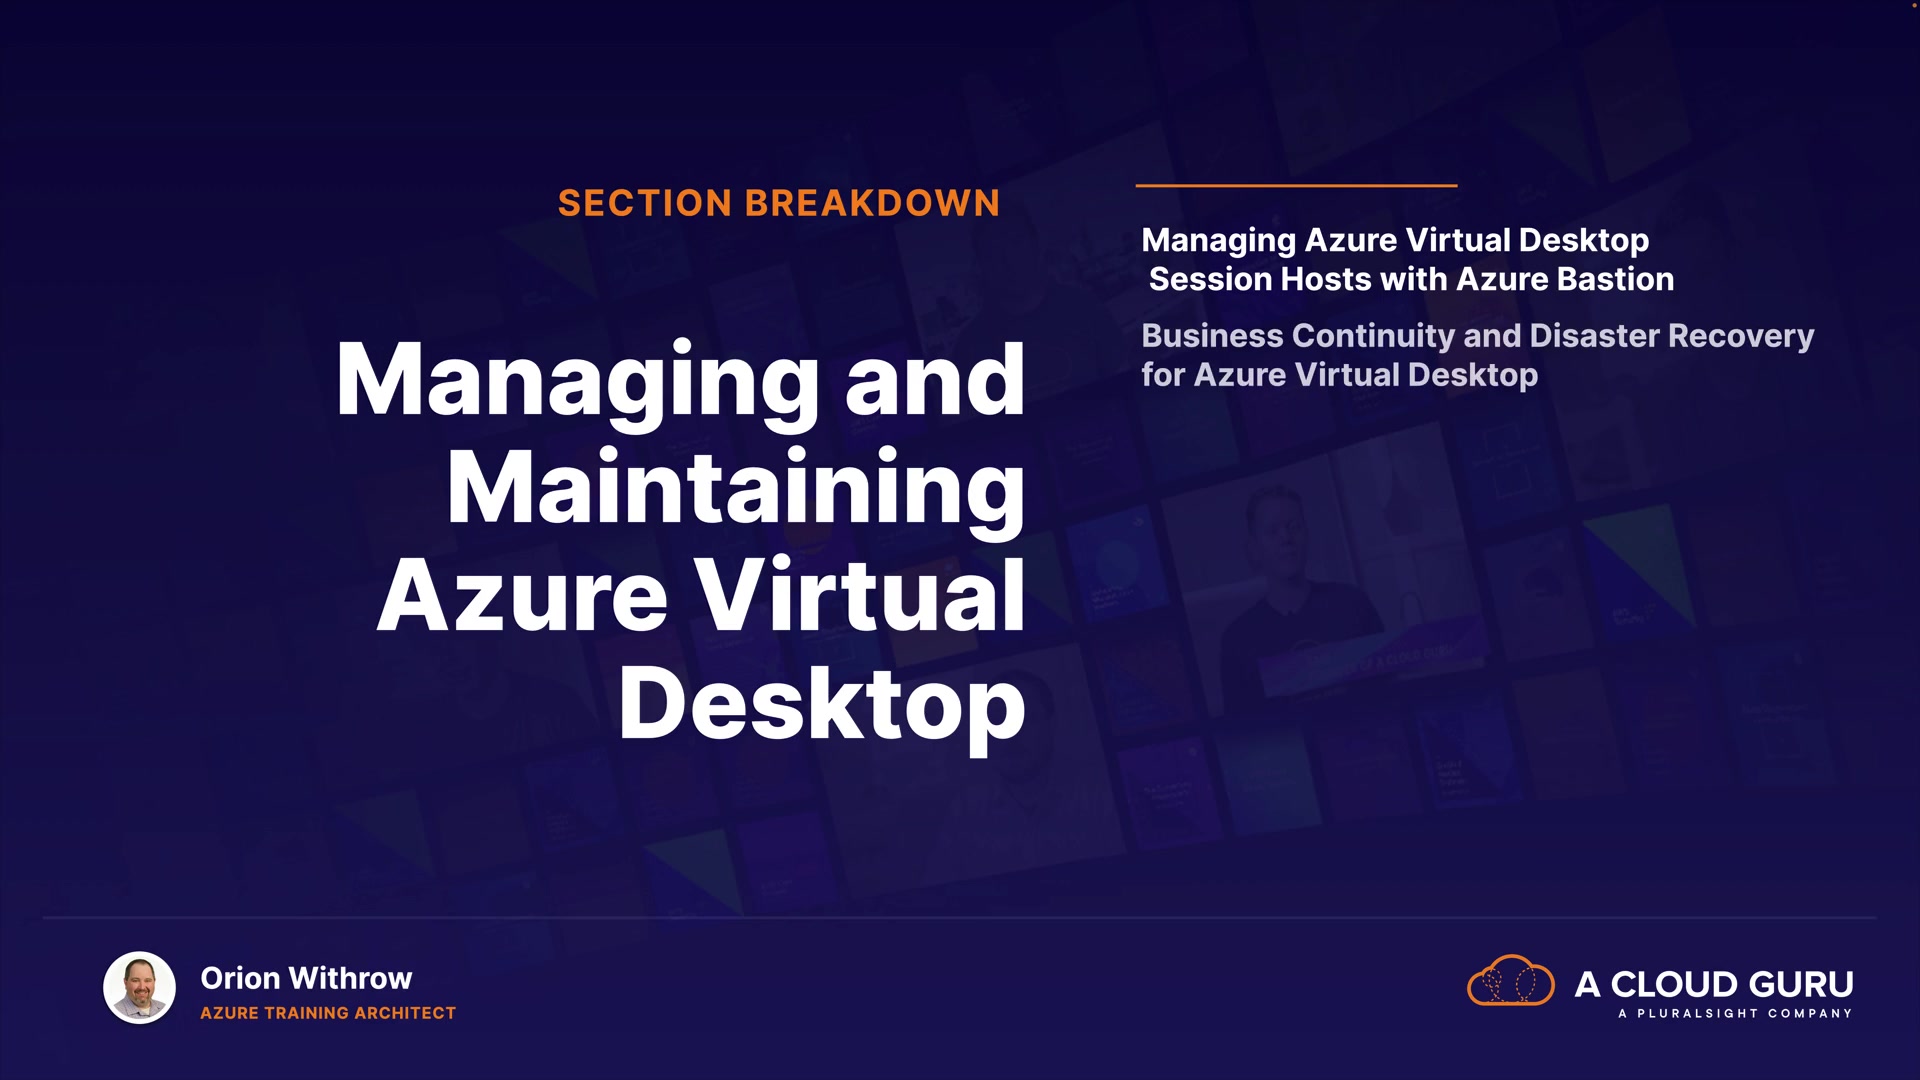 SECTION BREAKDOWN
Managing and
Maintaining
Azure Virtual
Desktop
Managing Azure Virtual Desktop
Session Hosts with Azure Bastion
Business Continuity and Disaster Recovery
for Azure Virtual Desktop
Orion Withrow
AZURE TRAINING ARCHITECT
A CLOUD GURU
A PLURALSIGHT COMPANY